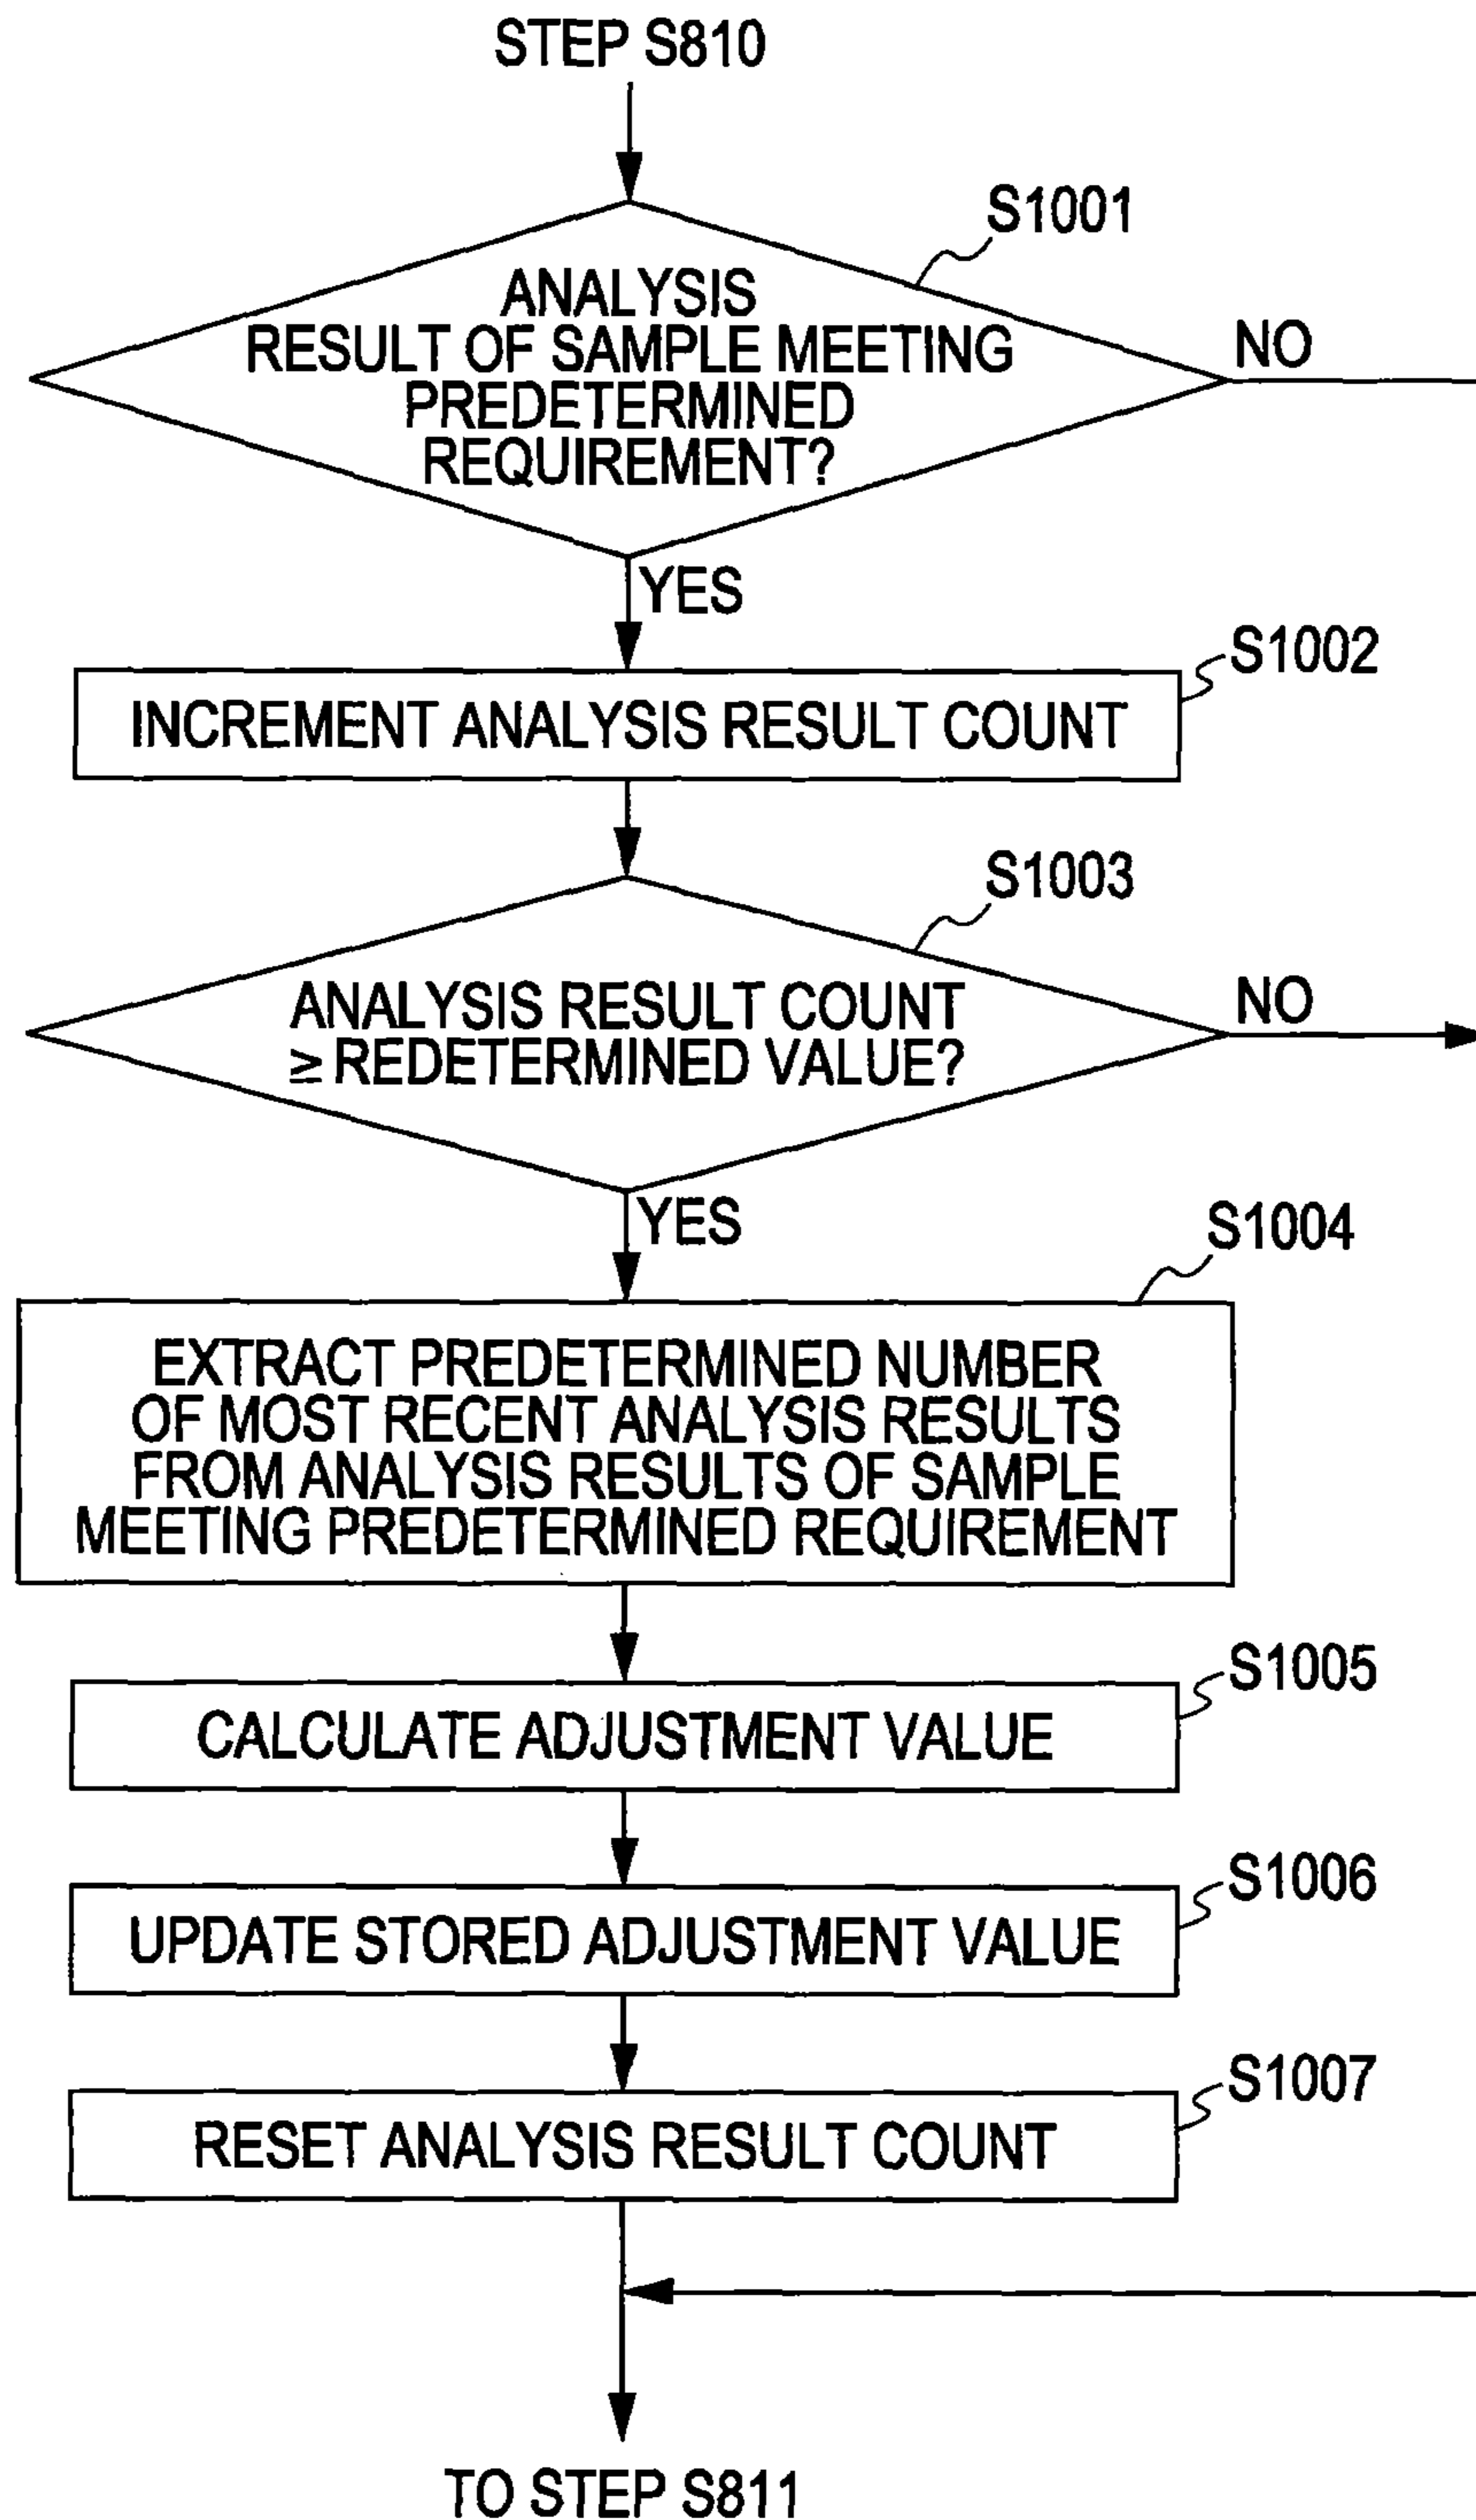 STEP S810
S1001
ANALYSIS
RESULT OF SAMPLE MEETING
PREDETERMINED
REQUIREMENT?
NO
YES
S1002
INCREMENT ANALYSIS RESULT COUNT
S1003
ANALYSIS RESULT COUNT
≥ REDETERMINED VALUE?
NO
YES
S1004
EXTRACT PREDETERMINED NUMBER
OF MOST RECENT ANALYSIS RESULTS
FROM ANALYSIS RESULTS OF SAMPLE
MEETING PREDETERMINED REQUIREMENT
S1005
CALCULATE ADJUSTMENT VALUE
S1006
UPDATE STORED ADJUSTMENT VALUE
S1007
RESET ANALYSIS RESULT COUNT
TO STEP S811